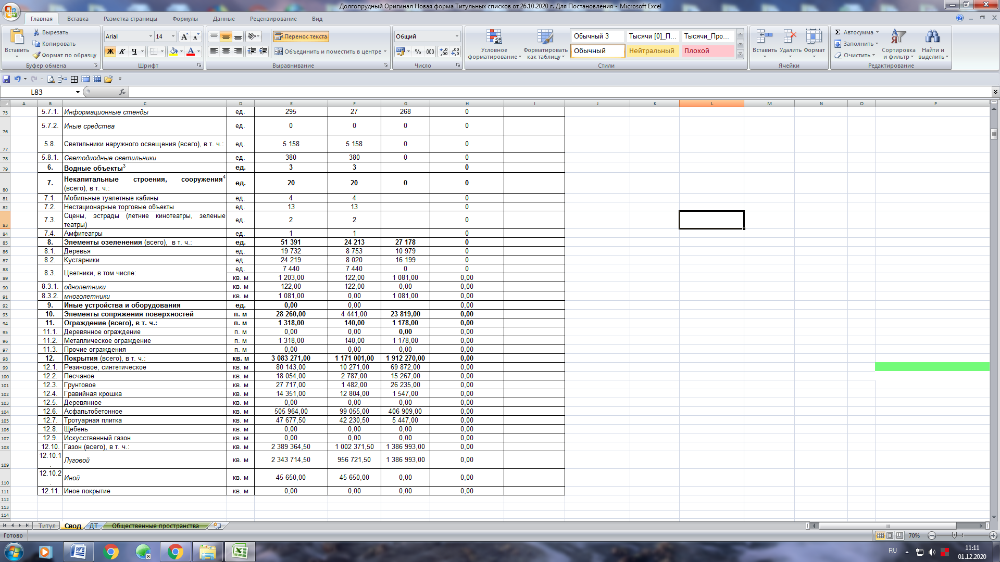 Долгопрудный Оригинал Новая форма Титульных списков от 26.10.2020 г. Для Постановления - Microsoft Excel
Главная Вставка Разметка страницы Формулы Данные Рецензирование Вид
Вставить Вырезать Копировать Формат по образцу
Буфер обмена
Arial 14
Ж К Ч
Шрифт
Перенос текста
Объединить и поместить в центре
Выравнивание
Общий
% 000
Число
Условное форматирование
Форматировать как таблицу
Обычный 3 Тысячи [0]_П... Тысячи_Про...
Обычный Нейтральный Плохой
Стили
Вставить Удалить Формат
Ячейки
Σ Автосумма
Заполнить
Очистить
Сортировка и фильтр
Найти и выделить
Редактирование
L83 fx
A B C D E F G H I J K L M N O P
75 5.7.1. Информационные стенды ед. 295 27 268 0
76 5.7.2. Иные средства ед. 0 0 0 0
77 5.8. Светильники наружного освещения (всего), в т. ч.: ед. 5 158 5 158 0 0
78 5.8.1. Светодиодные светильники ед. 380 380 0 0
79 6. Водные объекты3 ед. 3 3 0
80 7. Некапитальные строения, сооружения4 (всего), в т. ч.: ед. 20 20 0 0
81 7.1. Мобильные туалетные кабины ед. 4 4 0
82 7.2. Нестационарные торговые объекты ед. 13 13 0
83 7.3. Сцены, эстрады (летние кинотеатры, зеленые театры) ед. 2 2 0
84 7.4. Амфитеатры ед. 1 1 0
85 8. Элементы озеленения (всего), в т. ч.: ед. 51 391 24 213 27 178 0
86 8.1. Деревья ед. 19 732 8 753 10 979 0
87 8.2. Кустарники ед. 24 219 8 020 16 199 0
88 8.3. Цветники, в том числе: ед. 7 440 7 440 0 0
89 кв. м 1 203,00 122,00 1 081,00 0,00
90 8.3.1. однолетники кв. м 122,00 122,00 0,00 0,00
91 8.3.2. многолетники кв. м 1 081,00 0,00 1 081,00 0,00
92 9. Иные устройства и оборудования ед. 0,00 0,00 0,00
93 10. Элементы сопряжения поверхностей п. м 28 260,00 4 441,00 23 819,00 0,00
94 11. Ограждение (всего), в т. ч.: п. м 1 318,00 140,00 1 178,00 0,00
95 11.1. Деревянное ограждение п. м 0,00 0,00 0,00 0,00
96 11.2. Металлическое ограждение п. м 1 318,00 140,00 1 178,00 0,00
97 11.3. Прочие ограждения п. м 0,00 0,00 0,00 0,00
98 12. Покрытия (всего), в т. ч.: кв. м 3 083 271,00 1 171 001,00 1 912 270,00 0,00
99 12.1. Резиновое, синтетическое кв. м 80 143,00 10 271,00 69 872,00 0,00
100 12.2. Песчаное кв. м 18 054,00 2 787,00 15 267,00 0,00
101 12.3. Грунтовое кв. м 27 717,00 1 482,00 26 235,00 0,00
102 12.4. Гравийная крошка кв. м 14 351,00 12 804,00 1 547,00 0,00
103 12.5. Деревянное кв. м 0,00 0,00 0,00 0,00
104 12.6. Асфальтобетонное кв. м 505 964,00 99 055,00 406 909,00 0,00
105 12.7. Тротуарная плитка кв. м 47 677,50 42 230,50 5 447,00 0,00
106 12.8. Щебень кв. м 0,00 0,00 0,00 0,00
107 12.9. Искусственный газон кв. м 0,00 0,00 0,00 0,00
108 12.10. Газон (всего), в т. ч.: кв. м 2 389 364,50 1 002 371,50 1 386 993,00 0,00
109 12.10.1. Луговой кв. м 2 343 714,50 956 721,50 1 386 993,00 0,00
110 12.10.2. Иной кв. м 45 650,00 45 650,00 0,00 0,00
111 12.11. Иное покрытие кв. м 0,00 0,00 0,00 0,00
112
113
114
Титул Свод ДТ Общественные пространства
Готово 70%
8 RU 11:11
01.12.2020